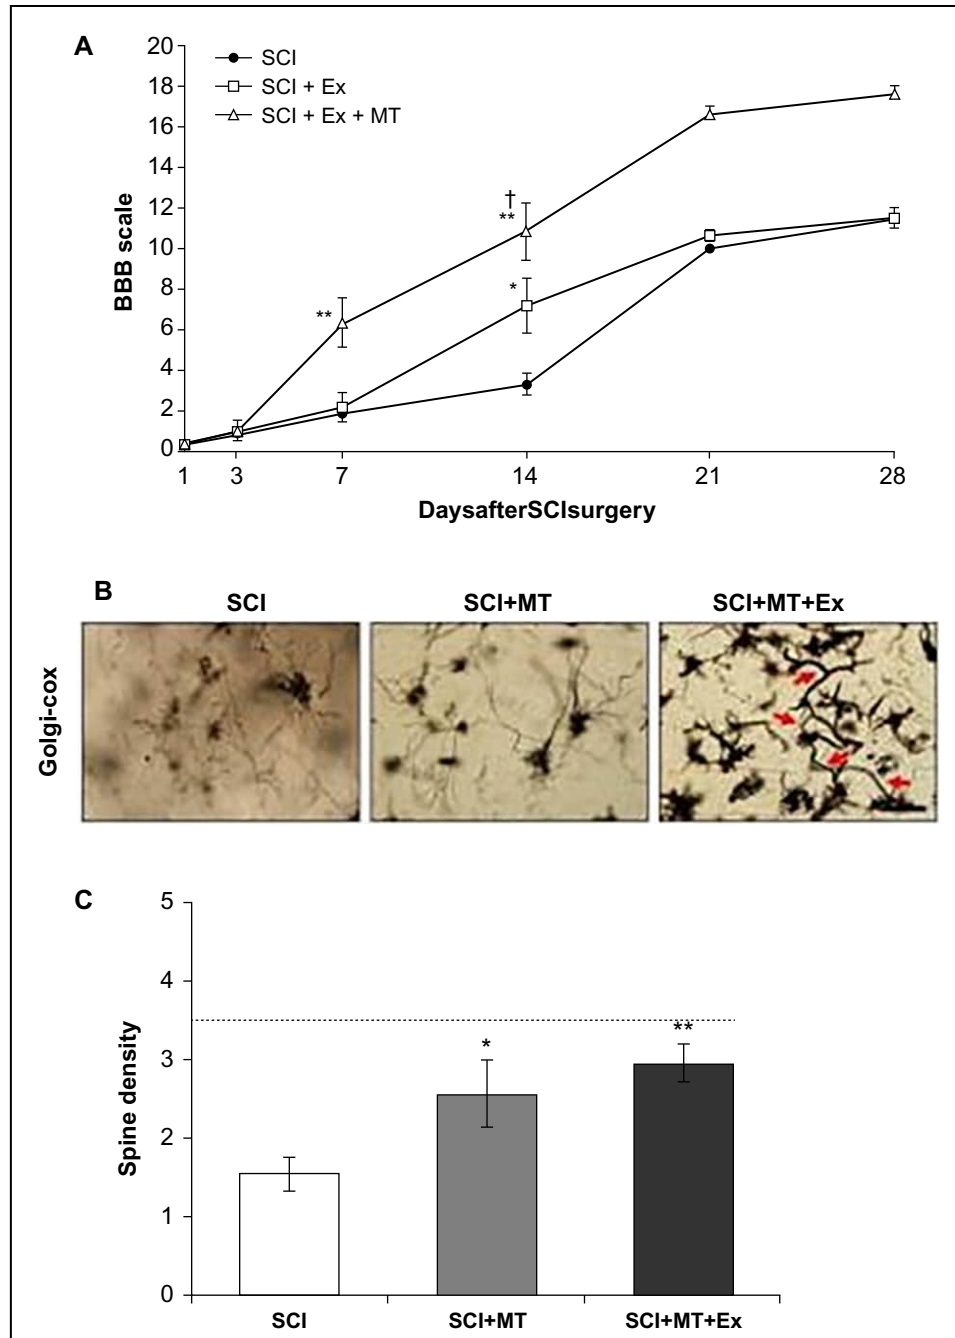 A
20
18
16
14
12
10
8
6
4
2
0
BBB scale
SCI
SCI + Ex
SCI + Ex + MT
**
†
**
*
1 3 7 14 21 28
DaysafterSCIsurgery
B
SCI SCI+MT SCI+MT+Ex
Golgi-cox
C
5
4
3
2
1
0
Spine density
*
**
SCI SCI+MT SCI+MT+Ex